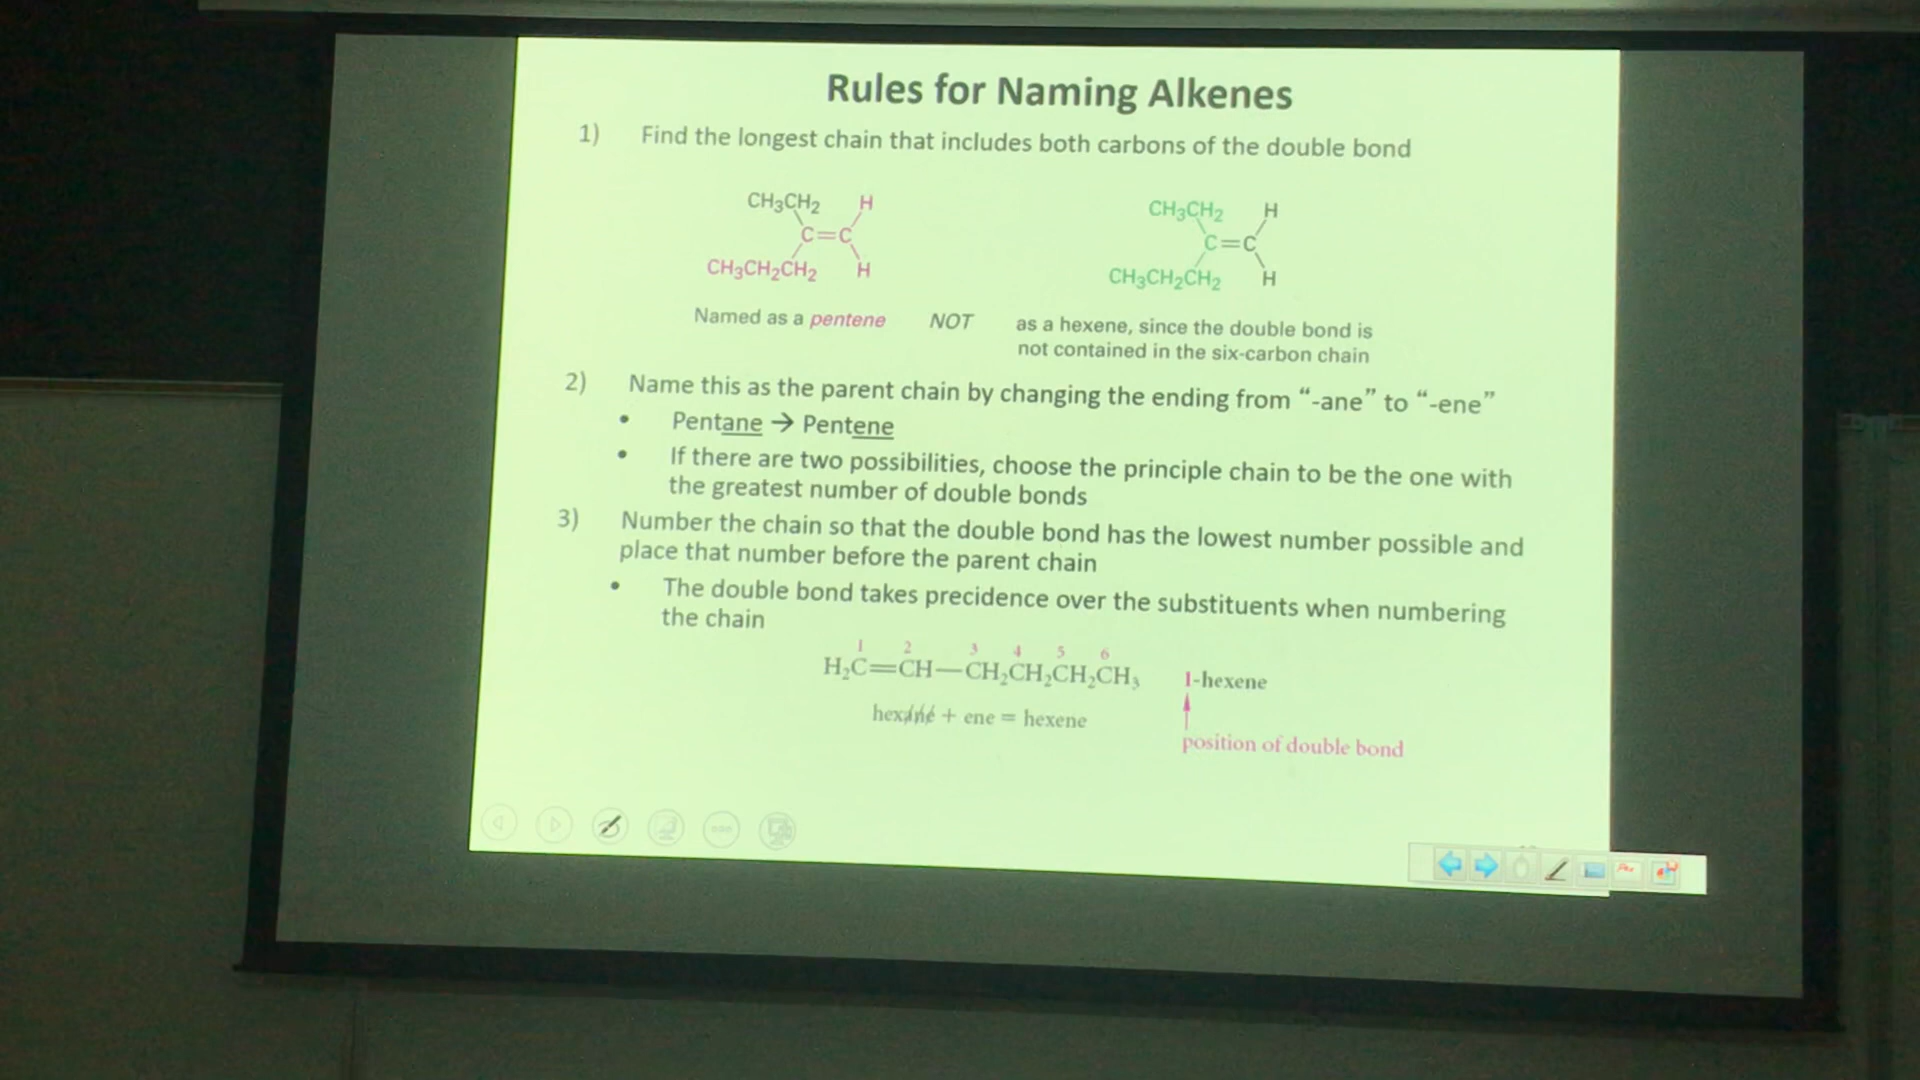 Rules for Naming Alkenes
1) Find the longest chain that includes both carbons of the double bond
CH₃CH₂ H
C=C
CH₃CH₂CH₂ H
CH₃CH₂ H
C=C
CH₃CH₂CH₂ H
Named as a pentene NOT as a hexene, since the double bond is
not contained in the six-carbon chain
2) Name this as the parent chain by changing the ending from “-ane” to “-ene”
• Pentane → Pentene
• If there are two possibilities, choose the principle chain to be the one with
the greatest number of double bonds
3) Number the chain so that the double bond has the lowest number possible and
place that number before the parent chain
• The double bond takes precidence over the substituents when numbering
the chain
1 2 3 4 5 6
H₂C=CH—CH₂CH₂CH₂CH₃ 1-hexene
hexane + ene = hexene
position of double bond